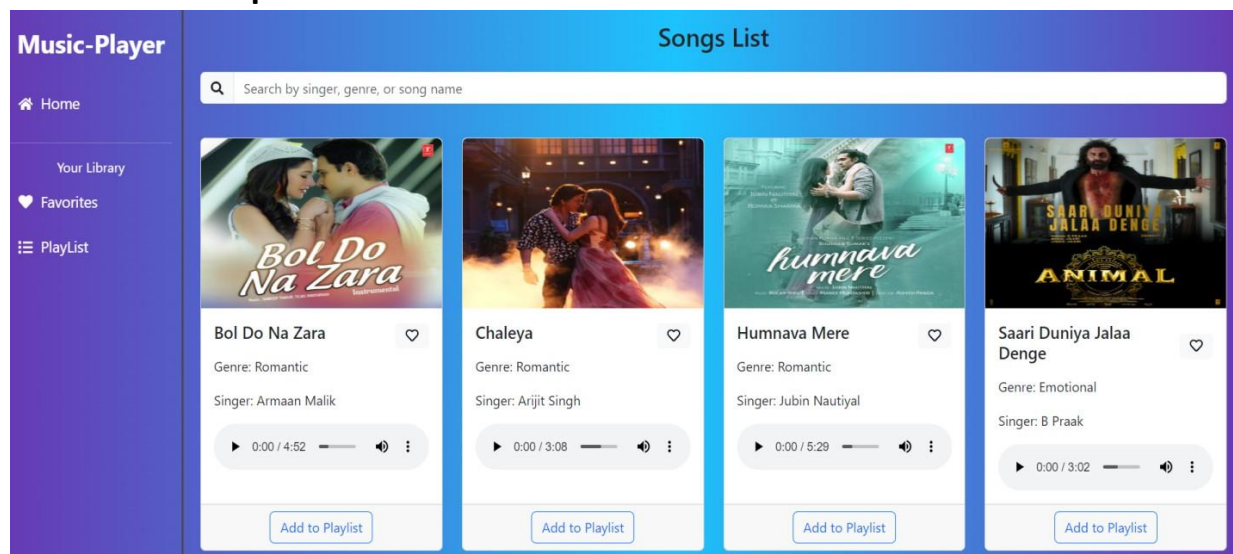 Music-Player
Home
Your Library
Favorites
PlayList
Songs List
Search by singer, genre, or song name
Bol Do
Na Zara
Instrumental
Bol Do Na Zara
Genre: Romantic
Singer: Armaan Malik
0:00 / 4:52
Add to Playlist
Chaleya
Genre: Romantic
Singer: Arijit Singh
0:00 / 3:08
Add to Playlist
humnava
mere
Humnava Mere
Genre: Romantic
Singer: Jubin Nautiyal
0:00 / 5:29
Add to Playlist
SAARI DUNIYA
JALAA DENGE
ANIMAL
Saari Duniya Jalaa
Denge
Genre: Emotional
Singer: B Praak
0:00 / 3:02
Add to Playlist